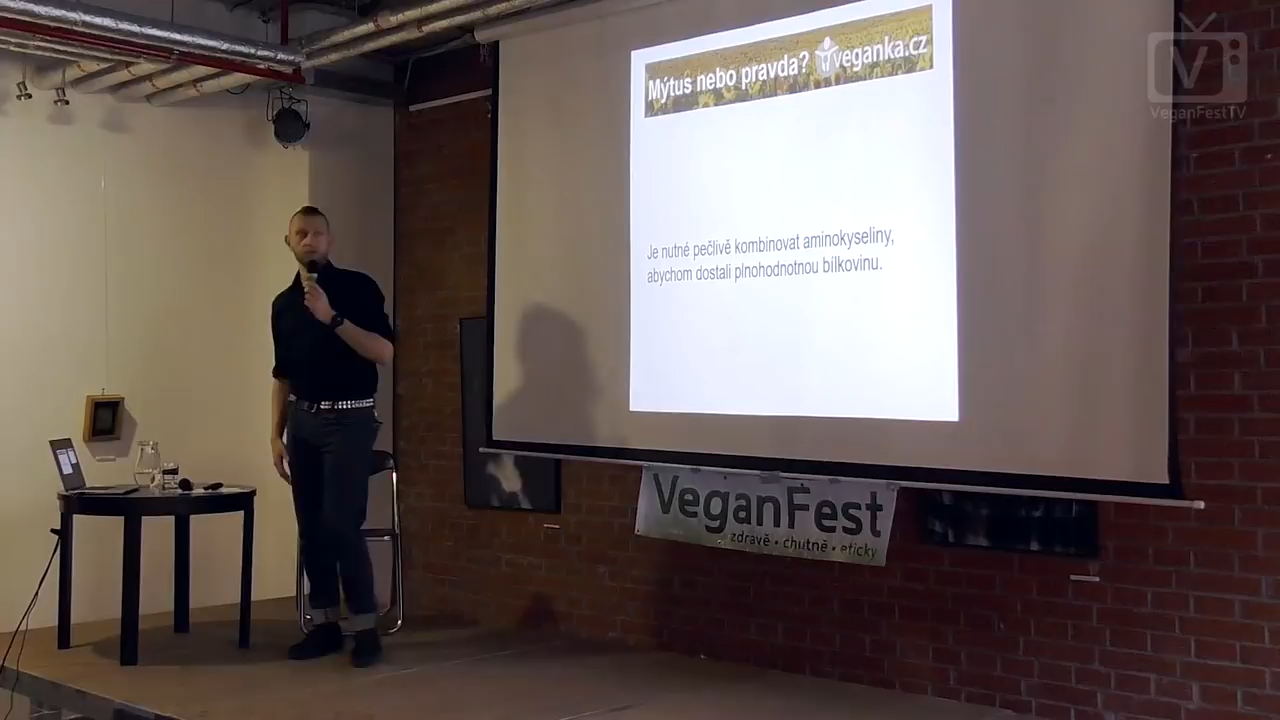 Mýtus nebo pravda? veganka.cz
Je nutné pečlivě kombinovat aminokyseliny,
abychom dostali plnohodnotnou bílkovinu.
VeganFest
zdravě • chutně • eticky
V
VeganFestTV